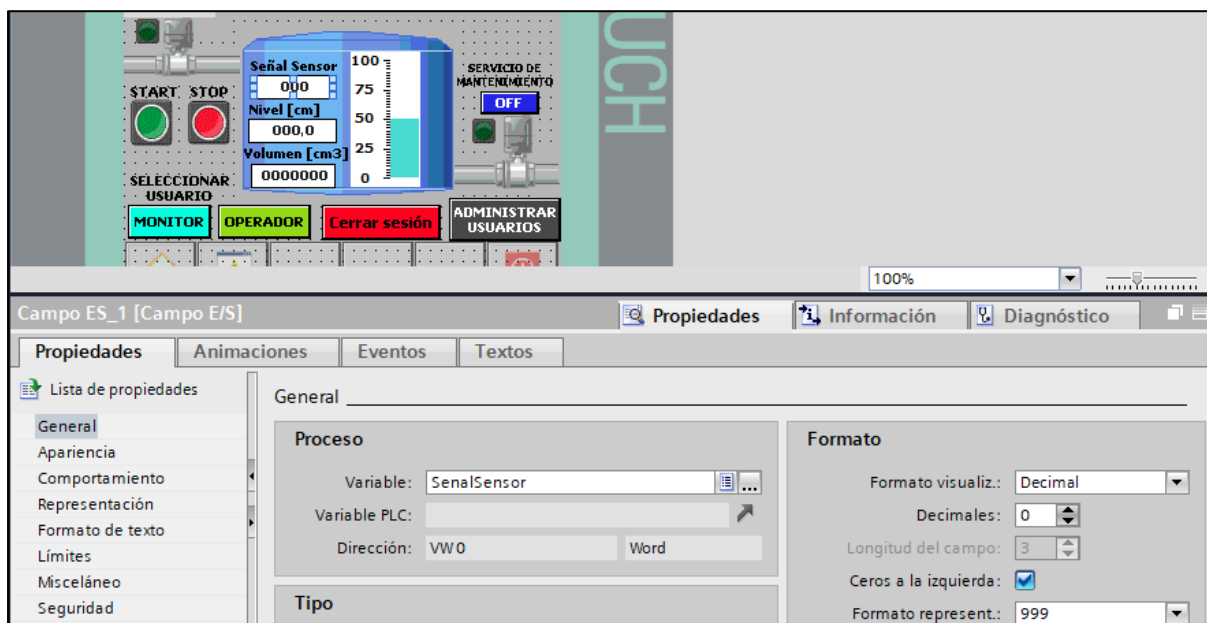 UCH
Señal Sensor
000
Nivel [cm]
000,0
Volumen [cm3]
0000000
100
75
50
25
0
START STOP
SERVICIO DE
MANTENIMIENTO
OFF
SELECCIONAR
USUARIO
MONITOR
OPERADOR
Cerrar sesión
ADMINISTRAR
USUARIOS
100%
Campo ES_1 [Campo E/S]
Propiedades
Información
Diagnóstico
Propiedades
Animaciones
Eventos
Textos
Lista de propiedades
General
Apariencia
Comportamiento
Representación
Formato de texto
Límites
Misceláneo
Seguridad
General
Proceso
Variable: SenalSensor
...
Variable PLC:
Dirección: VW 0 Word
Tipo
Formato
Formato visualiz.: Decimal
Decimales: 0
Longitud del campo: 3
Ceros a la izquierda:
Formato represent.: 999